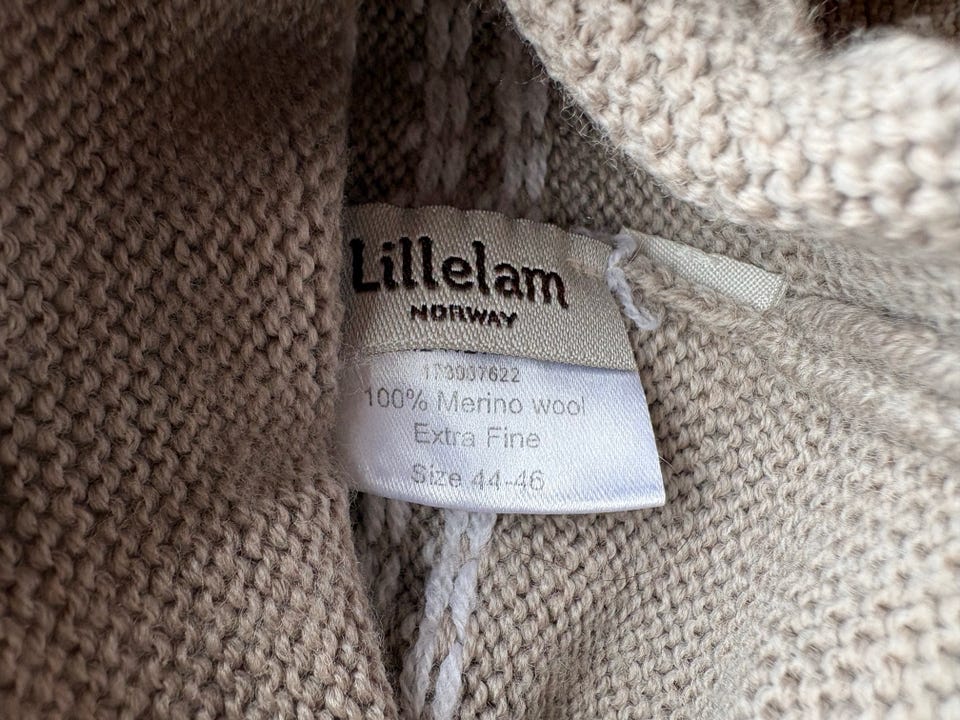 Lillelam
NORWAY
100% Merino wool
Extra Fine
Size 44-46